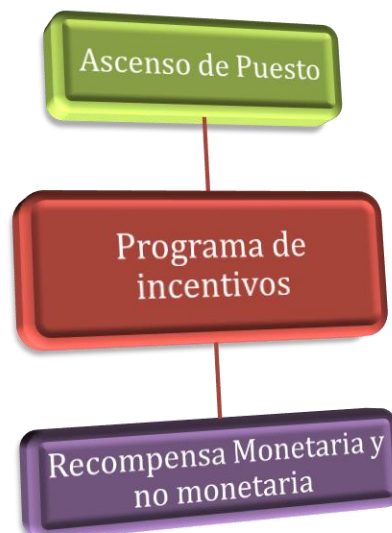 Ascenso de Puesto
Programa de
incentivos
Recompensa Monetaria y
no monetaria